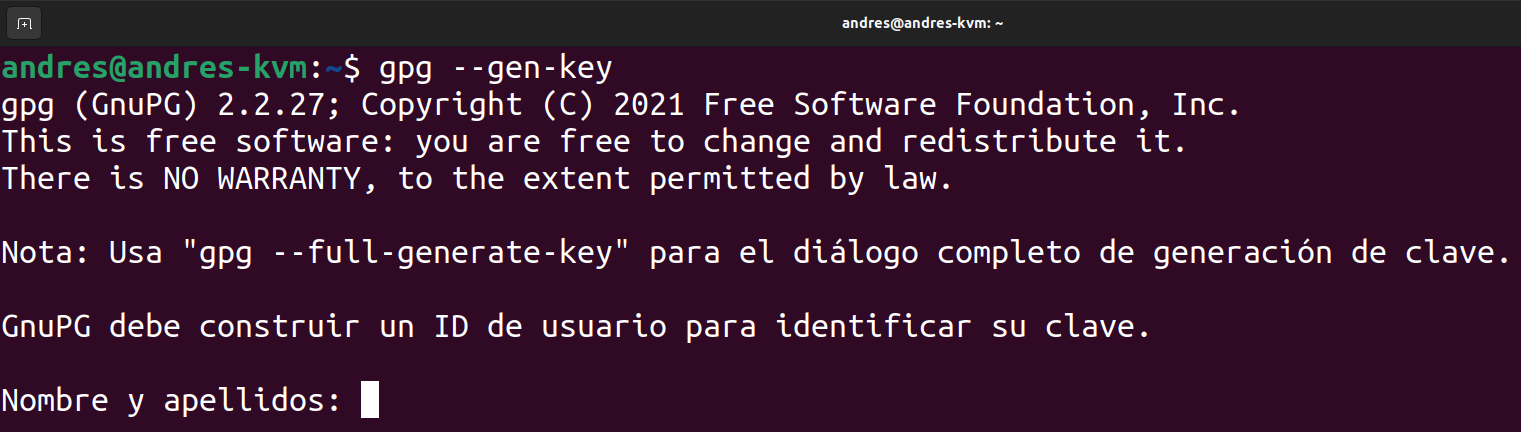 andres@andres-kvm: ~
andres@andres-kvm:~$ gpg --gen-key
gpg (GnuPG) 2.2.27; Copyright (C) 2021 Free Software Foundation, Inc.
This is free software: you are free to change and redistribute it.
There is NO WARRANTY, to the extent permitted by law.
Nota: Usa "gpg --full-generate-key" para el diálogo completo de generación de clave.
GnuPG debe construir un ID de usuario para identificar su clave.
Nombre y apellidos: